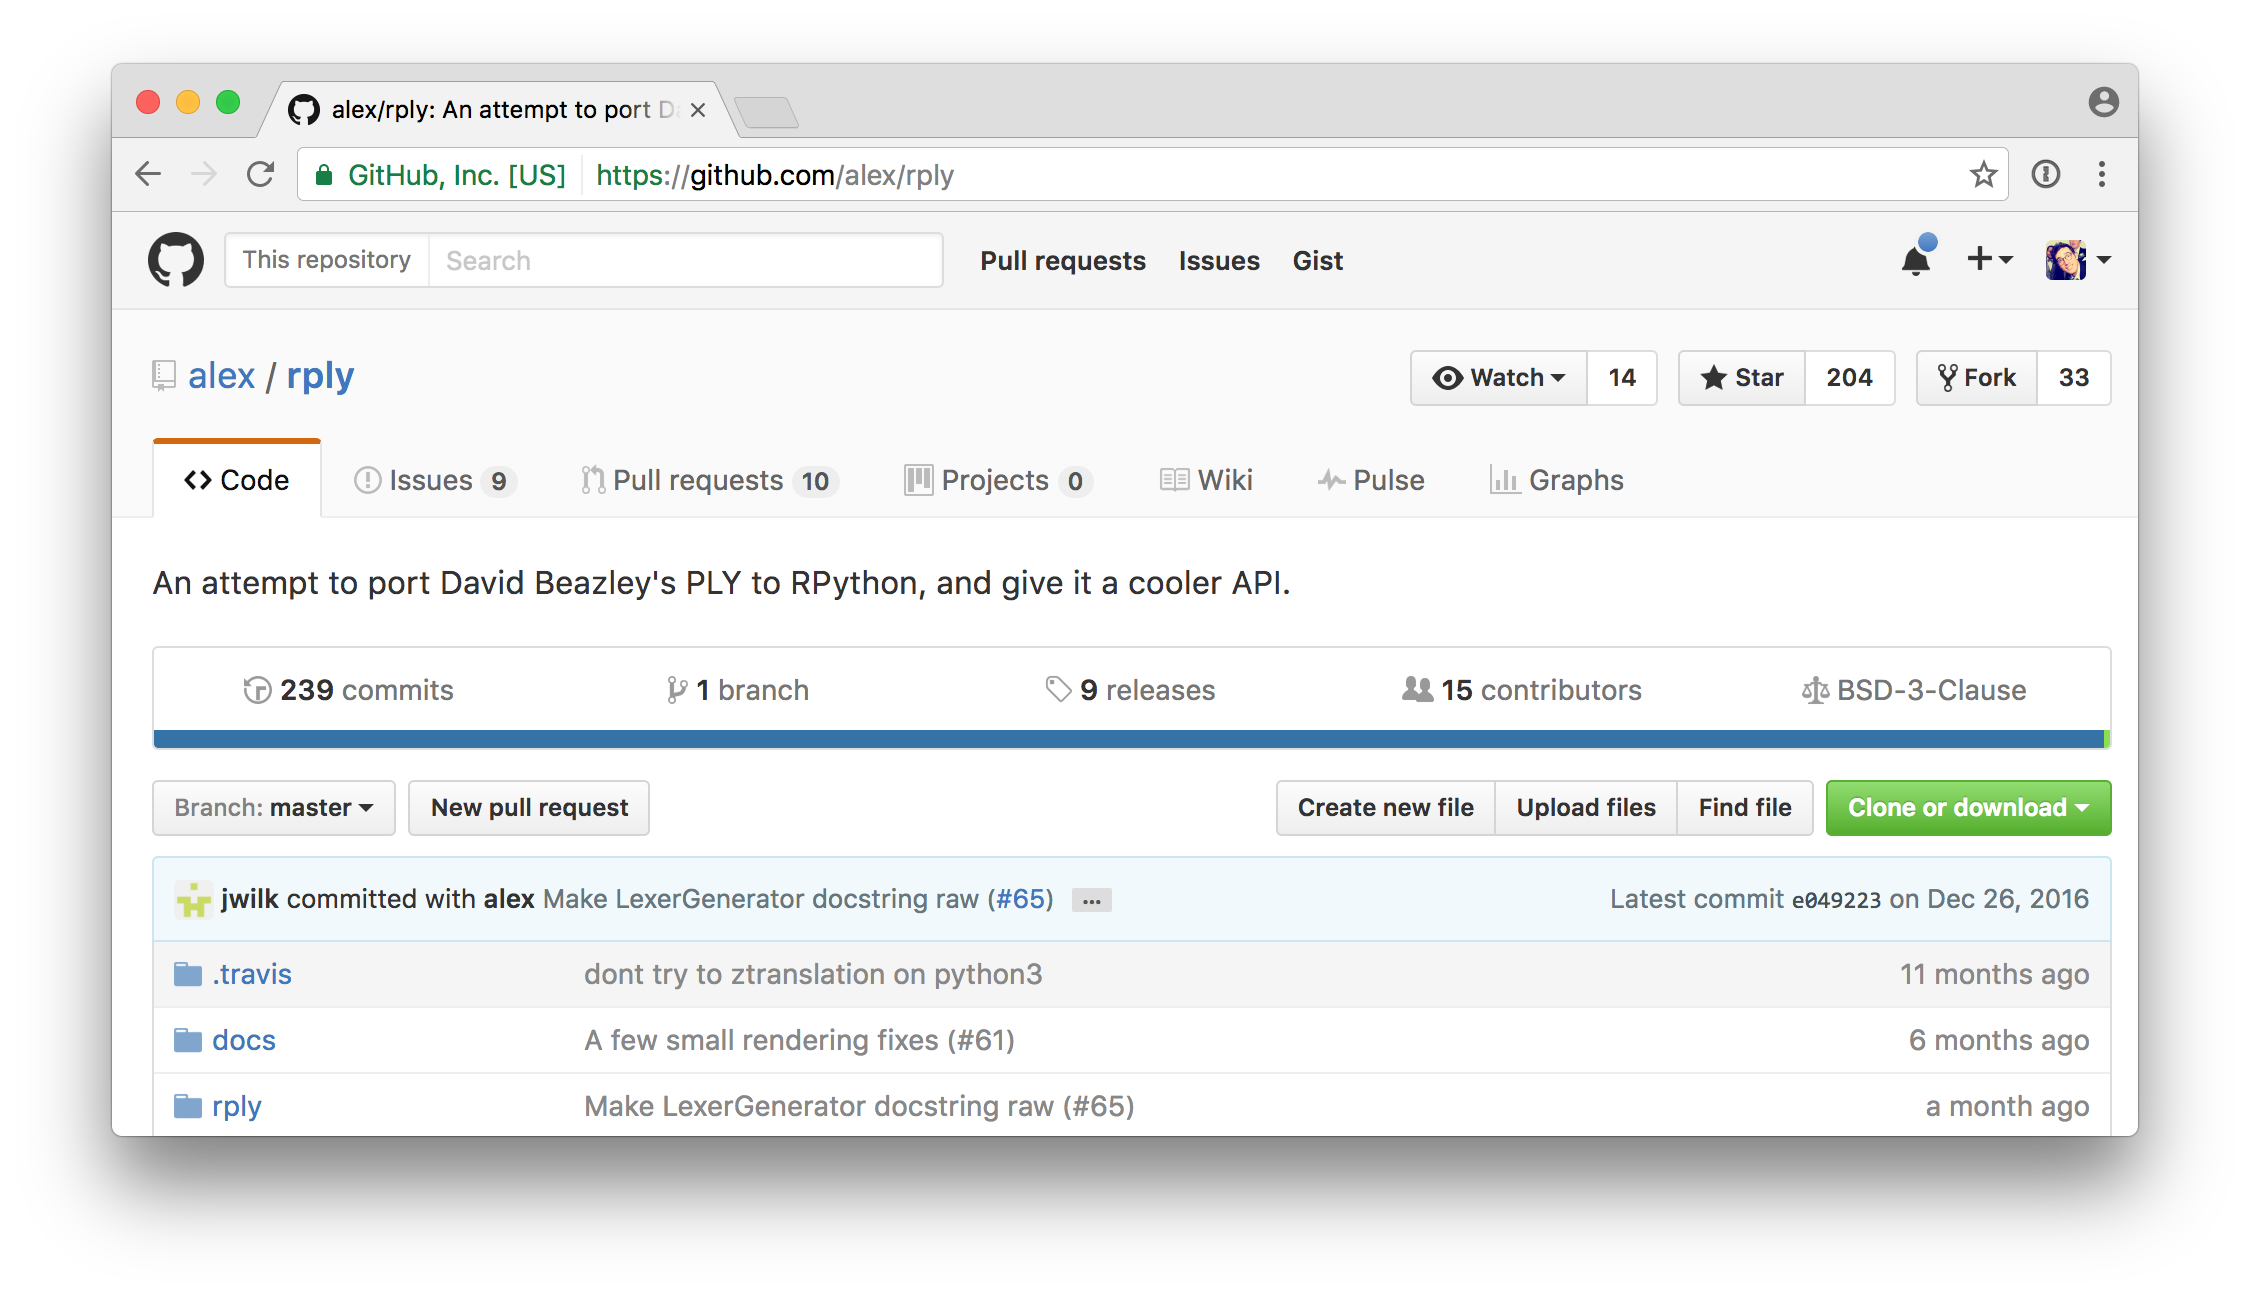 alex/rply: An attempt to port Da
GitHub, Inc. [US] https://github.com/alex/rply
This repository Search Pull requests Issues Gist
alex / rply Watch 14 Star 204 Fork 33
Code Issues 9 Pull requests 10 Projects 0 Wiki Pulse Graphs
An attempt to port David Beazley's PLY to RPython, and give it a cooler API.
239 commits 1 branch 9 releases 15 contributors BSD-3-Clause
Branch: master New pull request Create new file Upload files Find file Clone or download
jwilk committed with alex Make LexerGenerator docstring raw (#65) ... Latest commit e049223 on Dec 26, 2016
.travis dont try to ztranslation on python3 11 months ago
docs A few small rendering fixes (#61) 6 months ago
rply Make LexerGenerator docstring raw (#65) a month ago